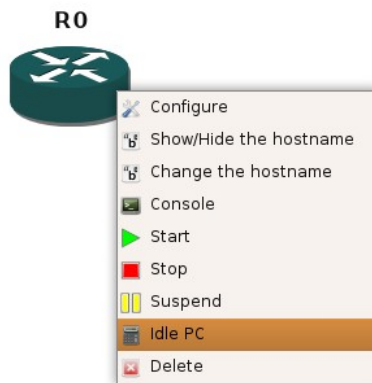 R0
Configure
Show/Hide the hostname
Change the hostname
Console
Start
Stop
Suspend
Idle PC
Delete